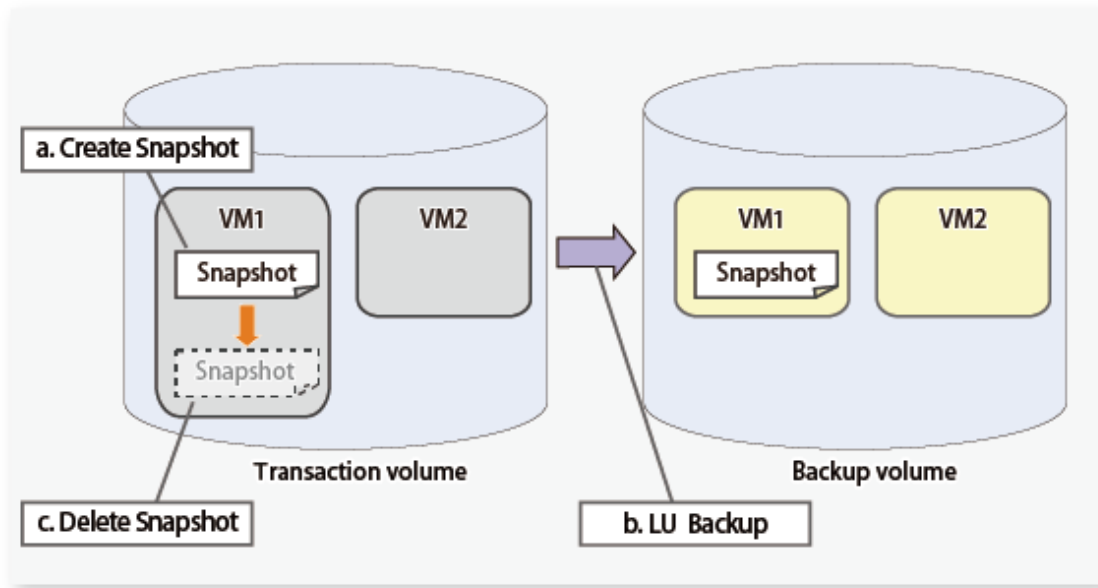 a. Create Snapshot
VM1
VM2
VM1
VM2
Snapshot
Snapshot
Snapshot
Transaction volume
Backup volume
c. Delete Snapshot
b. LU Backup